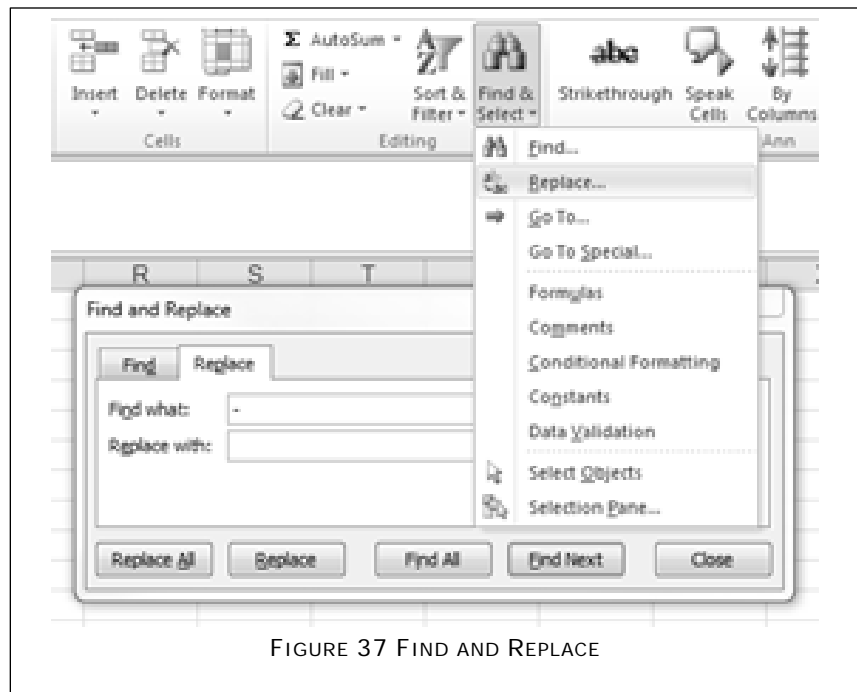 Σ AutoSum
Fill
Clear
Insert Delete Format
Sort & Filter
Find & Select
abc
Strikethrough
Speak Cells
By Columns
Cells
Editing
Ann
Find...
Replace...
Go To...
Go To Special...
Formulas
Comments
Conditional Formatting
Constants
Data Validation
Select Objects
Selection Pane...
R S T
Find and Replace
Find Replace
Find what: -
Replace with:
Replace All Replace Find All Find Next Close
FIGURE 37 FIND AND REPLACE